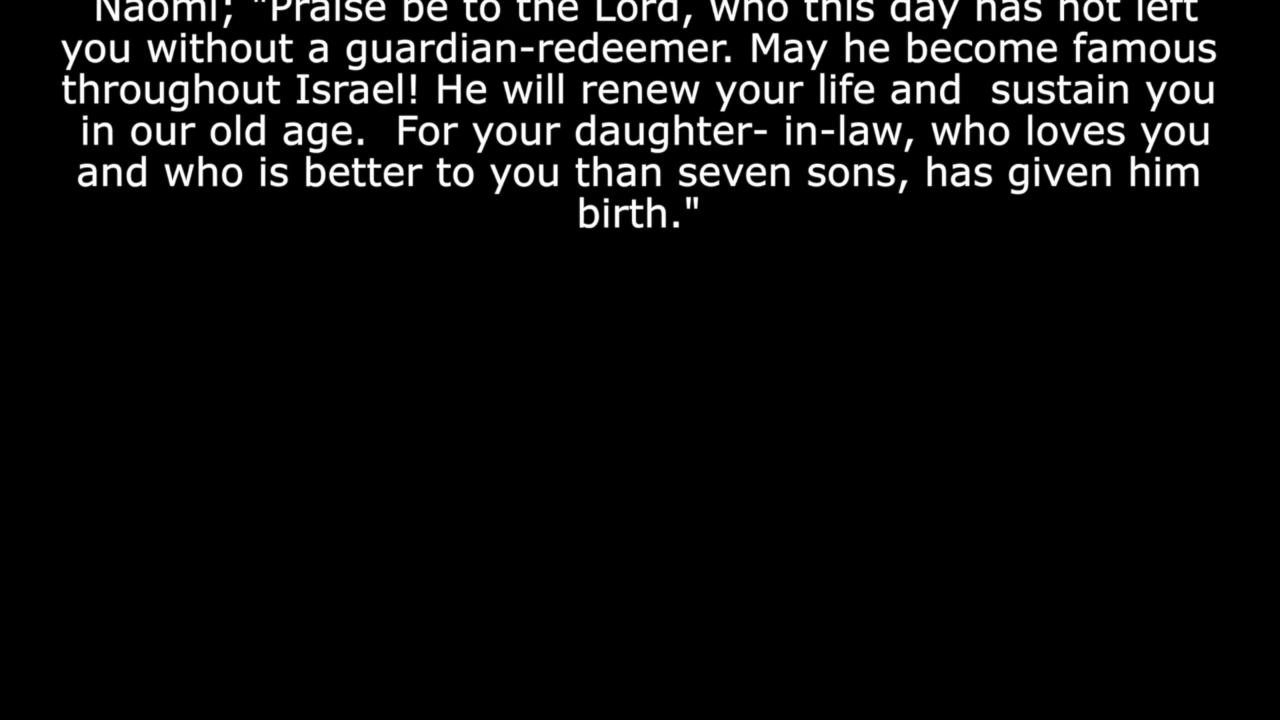 Naomi; "Praise be to the Lord, who this day has not left
you without a guardian-redeemer. May he become famous
throughout Israel! He will renew your life and  sustain you
in our old age.  For your daughter- in-law, who loves you
and who is better to you than seven sons, has given him
birth."